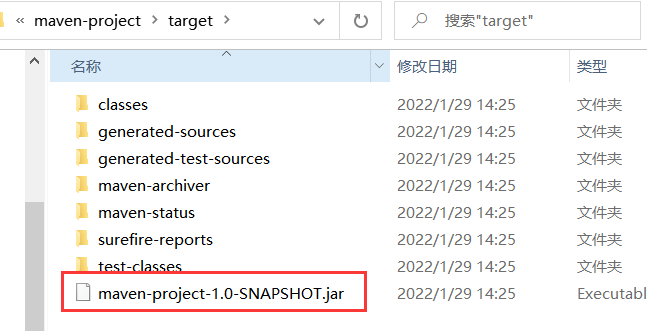 « maven-project > target > 搜索"target"
名称 修改日期 类型
classes 2022/1/29 14:25 文件夹
generated-sources 2022/1/29 14:25 文件夹
generated-test-sources 2022/1/29 14:25 文件夹
maven-archiver 2022/1/29 14:25 文件夹
maven-status 2022/1/29 14:25 文件夹
surefire-reports 2022/1/29 14:25 文件夹
test-classes 2022/1/29 14:25 文件夹
maven-project-1.0-SNAPSHOT.jar 2022/1/29 14:25 Executabl